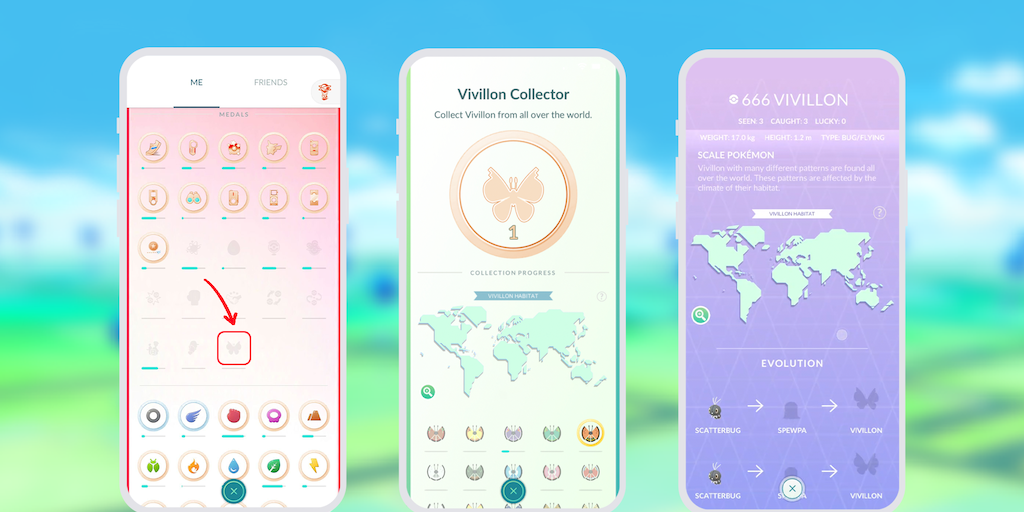 ME
FRIENDS
MEDALS
Vivillon Collector
Collect Vivillon from all over the world.
1
COLLECTION PROGRESS
VIVILLON HABITAT
?
666 VIVILLON
SEEN: 3 CAUGHT: 3 LUCKY: 0
WEIGHT: 17.0 kg HEIGHT: 1.2 m TYPE: BUG/FLYING
SCALE POKÉMON
Vivillon with many different patterns are found all
over the world. These patterns are affected by the
climate of their habitat.
VIVILLON HABITAT
?
EVOLUTION
SCATTERBUG
SPEWPA
VIVILLON
SCATTERBUG
VIVILLON